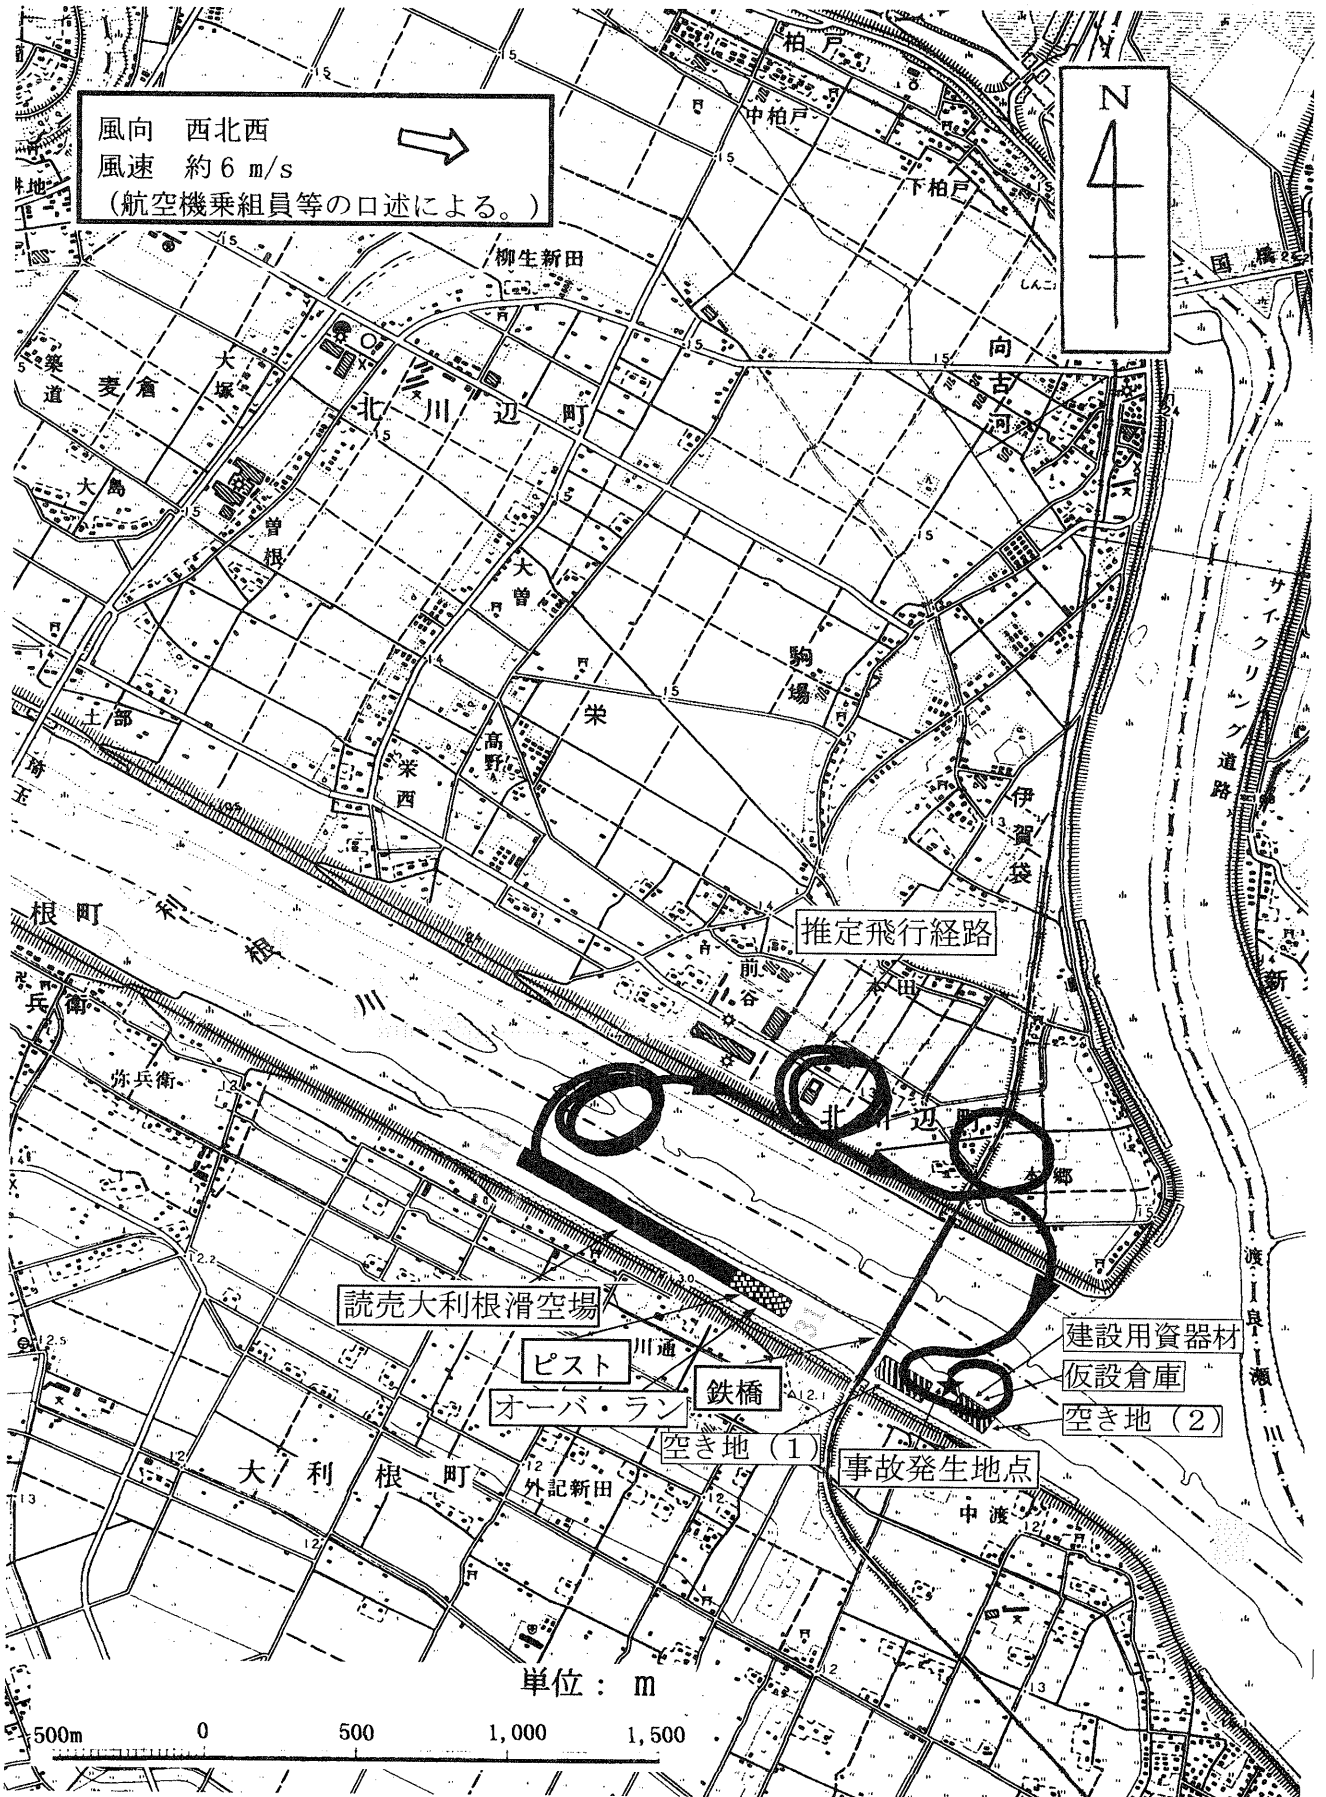 柏戸
中柏戸
下柏戸
N
風向 西北西
風速 約6 m/s
(航空機乗組員等の口述による。)
柳生新田
国橋
しんこ
向古河
築道
麦倉
大塚
北川辺町
大島
曽根
大曽
サイクリング道路
駒場
栄
土部
高野
栄西
埼玉
伊賀袋
根町
利根川
推定飛行経路
前谷
本田
新
兵衛
弥兵衛
北川辺町
本郷
渡良瀬川
読売大利根滑空場
31
建設用資器材
ピスト
川通
仮設倉庫
鉄橋
オーバ・ラン
空き地(2)
空き地(1)
事故発生地点
大利根町
外記新田
中渡
単位: m
500m 0 500 1,000 1,500